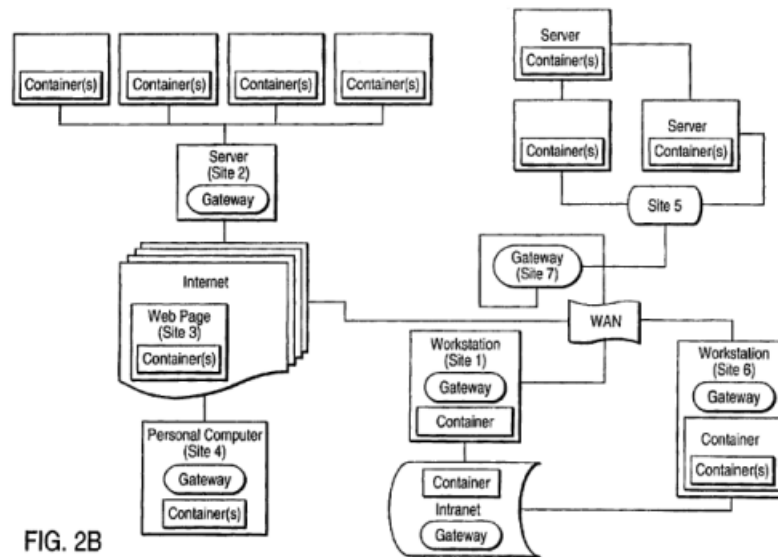 Container(s)
Container(s)
Container(s)
Container(s)
Server
(Site 2)
Gateway
Internet
Web Page
(Site 3)
Container(s)
Personal Computer
(Site 4)
Gateway
Container(s)
Server
Container(s)
Container(s)
Server
Container(s)
Site 5
Gateway
(Site 7)
WAN
Workstation
(Site 1)
Gateway
Container
Workstation
(Site 6)
Gateway
Container
Container(s)
Container
Intranet
Gateway
FIG. 2B